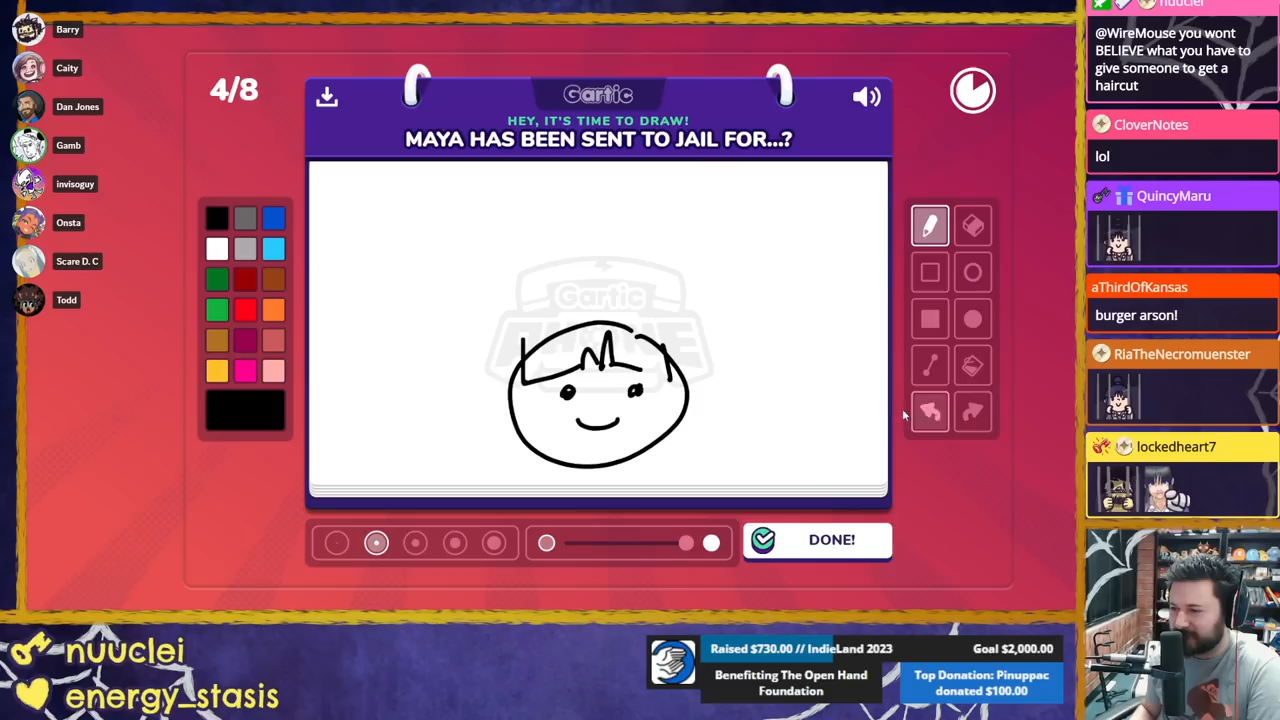 Barry
Caity
Dan Jones
Gamb
invisoguy
Onsta
Scare D. C
Todd
4/8
Gartic
HEY, IT'S TIME TO DRAW!
MAYA HAS BEEN SENT TO JAIL FOR...?
Gartic
DONE!
nuuclei
@WireMouse you wont
BELIEVE what you have to
give someone to get a
haircut
CloverNotes
lol
QuincyMaru
aThirdOfKansas
burger arson!
RiaTheNecromuenster
lockedheart7
nuuclei
energy_stasis
Raised $730.00 // IndieLand 2023
Goal $2,000.00
Benefitting The Open Hand
Foundation
Top Donation: Pinuppac
donated $100.00